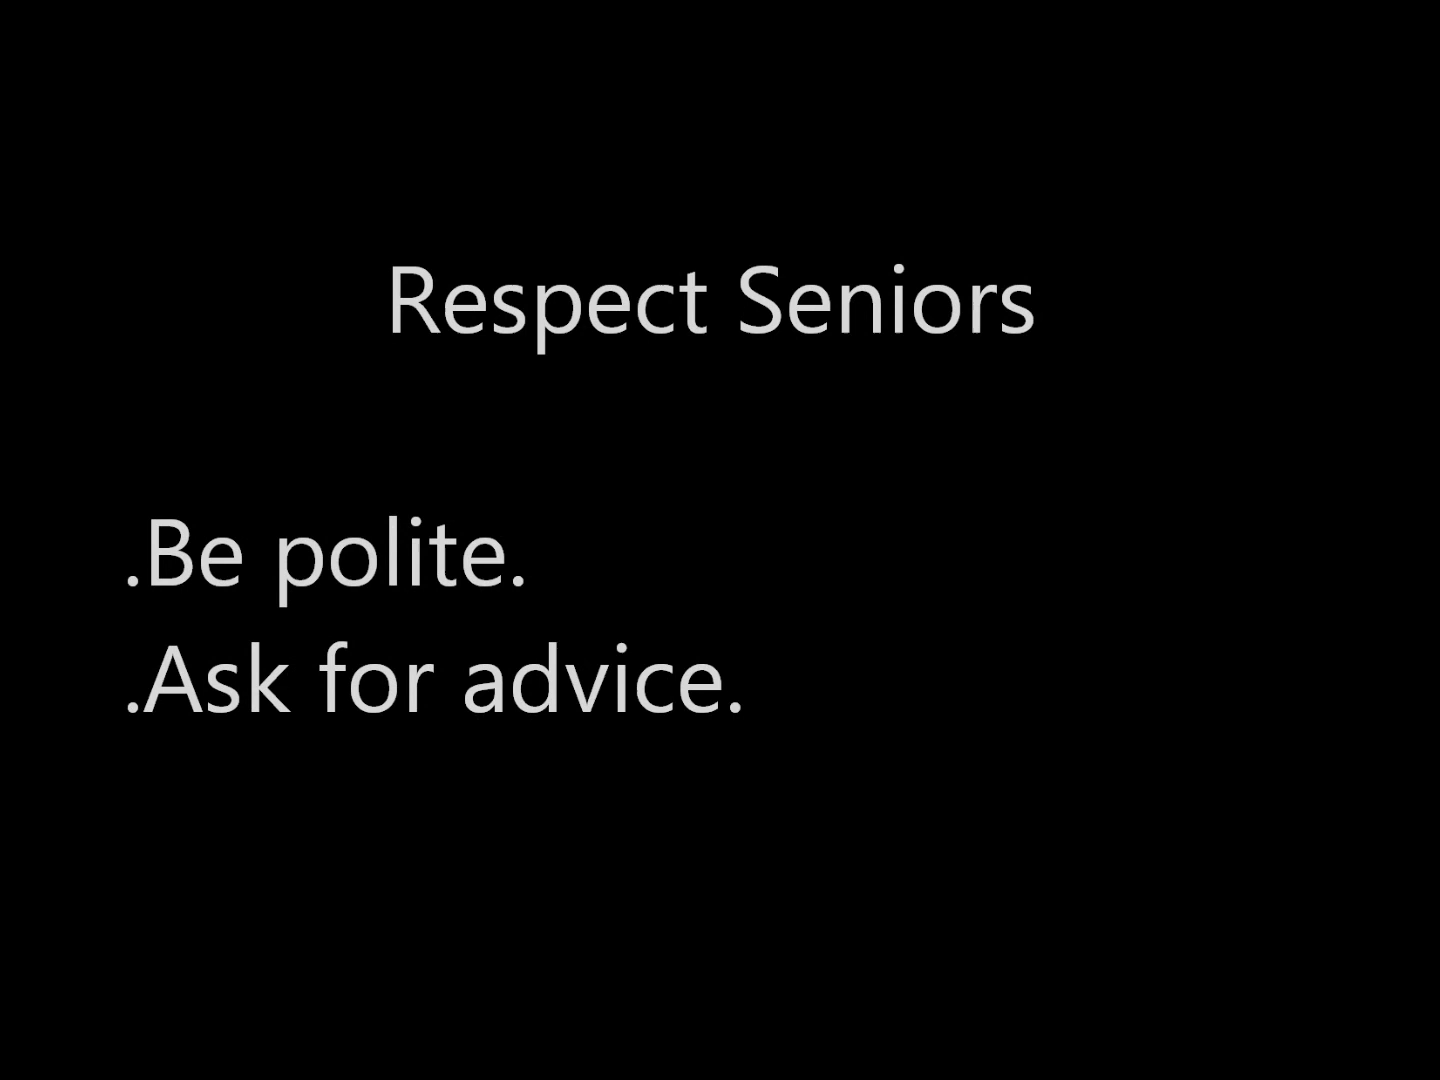 Respect Seniors
.Be polite.
.Ask for advice.